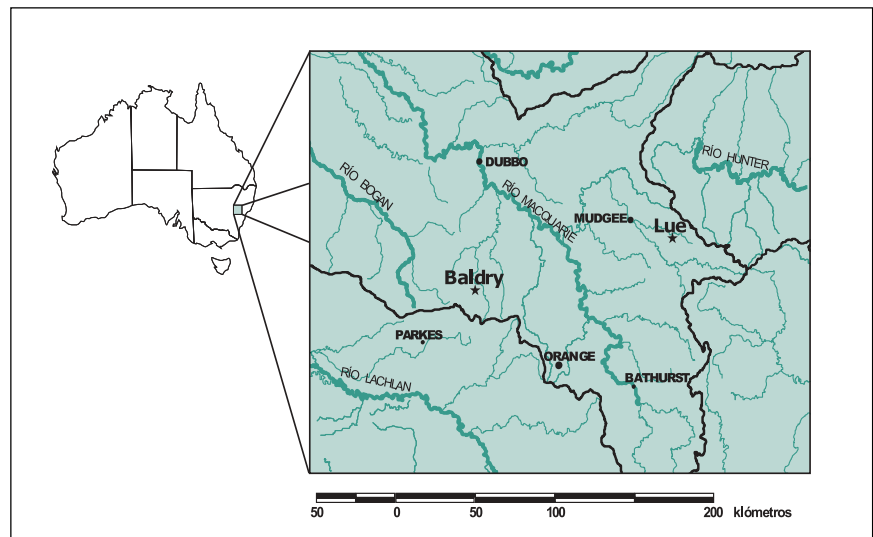 RÍO HUNTER
DUBBO
RÍO BOGAN
RÍO MACQUARIE
MUDGEE
Lue
Baldry
PARKES
ORANGE
RÍO LACHLAN
BATHURST
50 0 50 100 200 klómetros